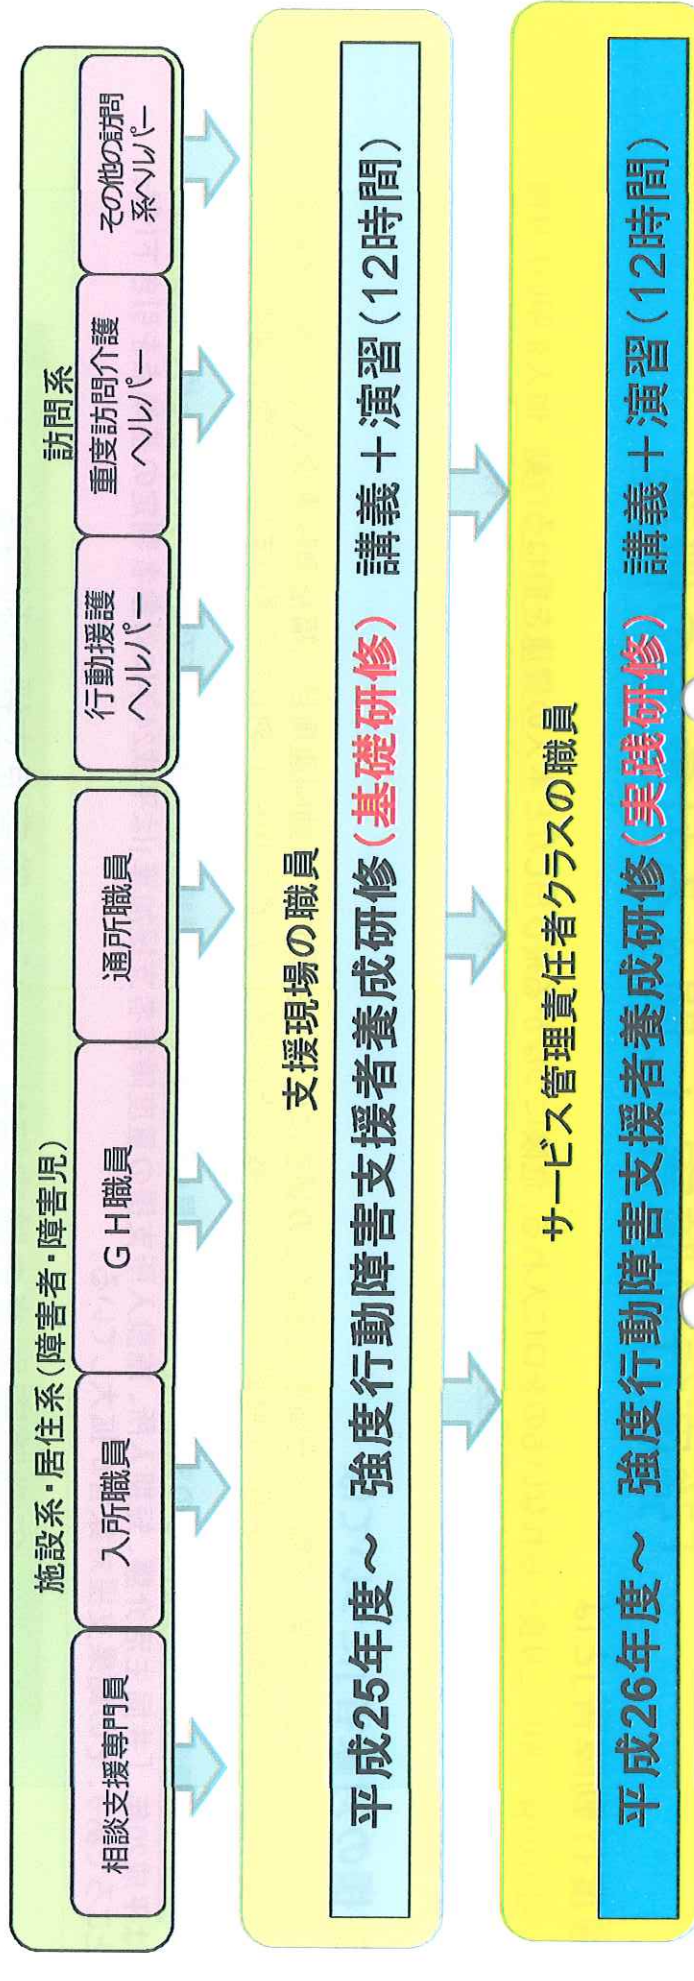 施設系・居住系(障害者・障害児)
相談支援専門員
入所職員
GH職員
通所職員
訪問系
行動援護
ヘルパー
重度訪問介護
ヘルパー
その他の訪問
系ヘルパー
支援現場の職員
平成25年度～ 強度行動障害支援者養成研修(基礎研修) 講義＋演習(12時間)
サービス管理責任者クラスの職員
平成26年度～ 強度行動障害支援者養成研修(実践研修) 講義＋演習(12時間)